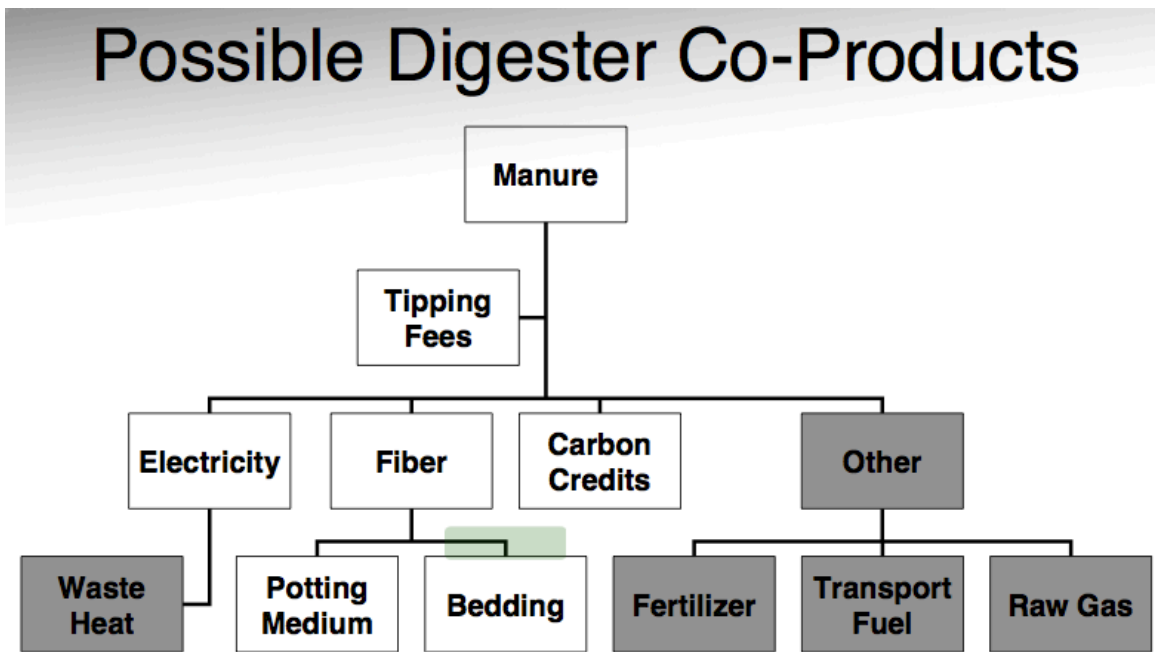 Possible Digester Co-Products
Manure
Tipping
Fees
Electricity
Fiber
Carbon
Credits
Other
Waste
Heat
Potting
Medium
Bedding
Fertilizer
Transport
Fuel
Raw Gas